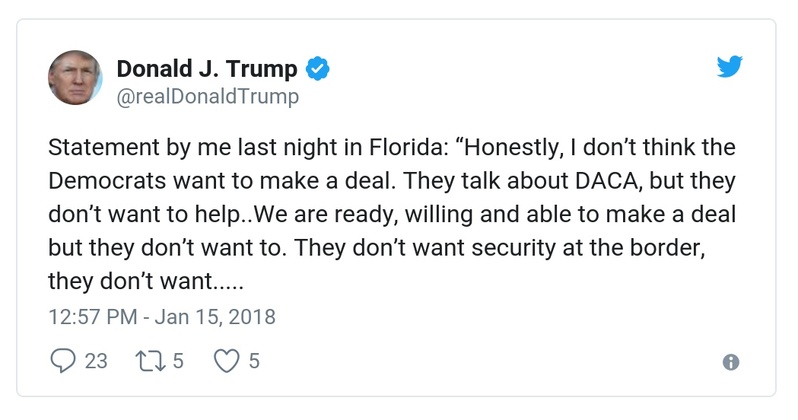 Donald J. Trump
@realDonaldTrump
Statement by me last night in Florida: “Honestly, I don’t think the
Democrats want to make a deal. They talk about DACA, but they
don’t want to help..We are ready, willing and able to make a deal
but they don’t want to. They don’t want security at the border,
they don’t want.....
12:57 PM - Jan 15, 2018
23 5 5